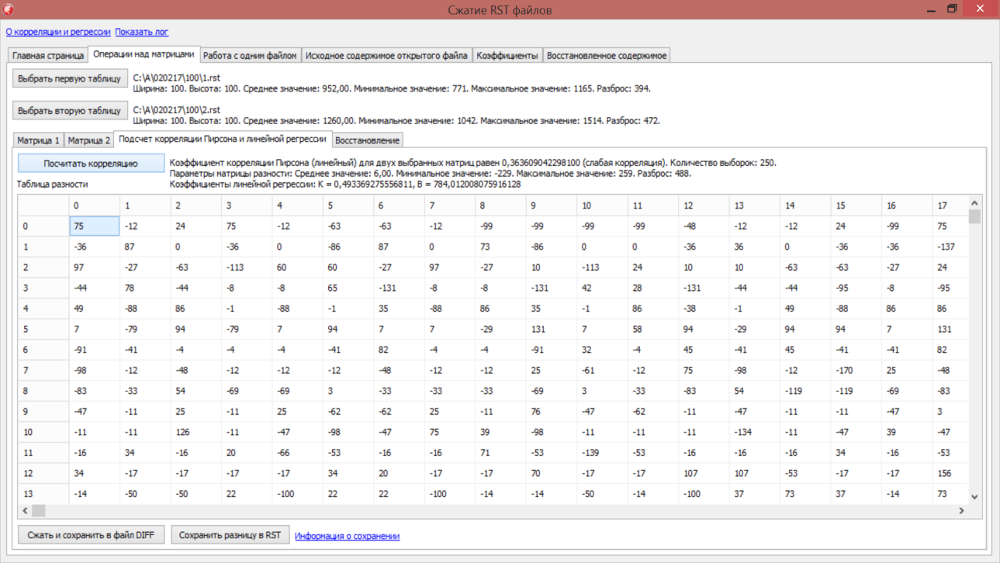 Сжатие RST файлов
О корреляции и регрессии Показать лог
Главная страница Операции над матрицами Работа с одним файлом Исходное содержимое открытого файла Коэффициенты Восстановленное содержимое
Выбрать первую таблицу C:\A\020217\100\1.rst
Ширина: 100. Высота: 100. Среднее значение: 952,00. Минимальное значение: 771. Максимальное значение: 1165. Разброс: 394.
Выбрать вторую таблицу C:\A\020217\100\2.rst
Ширина: 100. Высота: 100. Среднее значение: 1260,00. Минимальное значение: 1042. Максимальное значение: 1514. Разброс: 472.
Матрица 1 Матрица 2 Подсчет корреляции Пирсона и линейной регрессии Восстановление
Посчитать корреляцию Коэффициент корреляции Пирсона (линейный) для двух выбранных матриц равен 0,363609042298100 (слабая корреляция). Количество выборок: 250.
Параметры матрицы разности: Среднее значение: 6,00. Минимальное значение: -229. Максимальное значение: 259. Разброс: 488.
Таблица разности Коэффициенты линейной регрессии: K = 0,493369275556811, B = 784,012008075916128
0 1 2 3 4 5 6 7 8 9 10 11 12 13 14 15 16 17
0 75 -12 24 75 -12 -63 -63 -12 -99 -99 -99 -99 -48 -12 -12 24 -99 75
1 -36 87 0 -36 0 -86 87 0 73 -86 0 0 -36 36 0 -36 -36 -137
2 97 -27 -63 -113 60 60 -27 97 -27 10 -113 24 10 10 -63 -63 -27 24
3 -44 78 -44 -8 -8 65 -131 -8 -8 -131 42 28 -131 -44 -44 -95 -8 -95
4 49 -88 86 -1 -88 -1 35 -88 86 35 -1 86 -38 -1 49 -88 86 86
5 7 -79 94 -79 7 94 7 7 -29 131 7 58 94 -29 94 94 7 131
6 -91 -41 -4 -4 -4 -41 82 -4 -4 -91 32 -4 45 -41 45 -41 -41 82
7 -98 -12 -48 -12 -12 -12 -48 -12 -12 25 -61 -12 75 -98 -12 -170 25 -48
8 -83 -33 54 -69 -69 3 -33 -33 -33 -69 3 -33 -83 54 -119 -119 -69 -83
9 -47 -11 25 -11 25 -62 -62 25 -11 76 -47 -62 -11 -47 -11 -11 -47 3
10 -11 -11 126 -11 -47 -98 -47 75 39 -98 -11 -11 -11 -134 -11 -47 39 -47
11 -16 34 -16 20 -66 -53 -16 -16 71 -53 -139 -53 -16 -16 -16 34 -16 -53
12 34 -17 -17 -17 -17 34 20 -17 -17 70 -17 -17 107 107 -53 -17 -17 156
13 -14 -50 -50 22 -100 22 22 -100 -14 -14 -50 -14 -100 37 73 37 -14 73
Сжать и сохранить в файл DIFF Сохранить разницу в RST Информация о сохранении